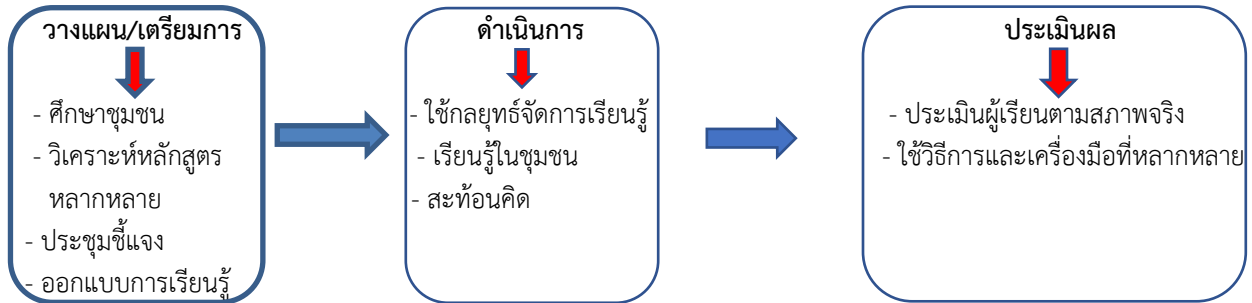 วางแผน/เตรียมการ
- ศึกษาชุมชน
- วิเคราะห์หลักสูตร
หลากหลาย
- ประชุมชี้แจง
- ออกแบบการเรียนรู้
ดำเนินการ
- ใช้กลยุทธ์จัดการเรียนรู้
- เรียนรู้ในชุมชน
- สะท้อนคิด
ประเมินผล
- ประเมินผู้เรียนตามสภาพจริง
- ใช้วิธีการและเครื่องมือที่หลากหลาย